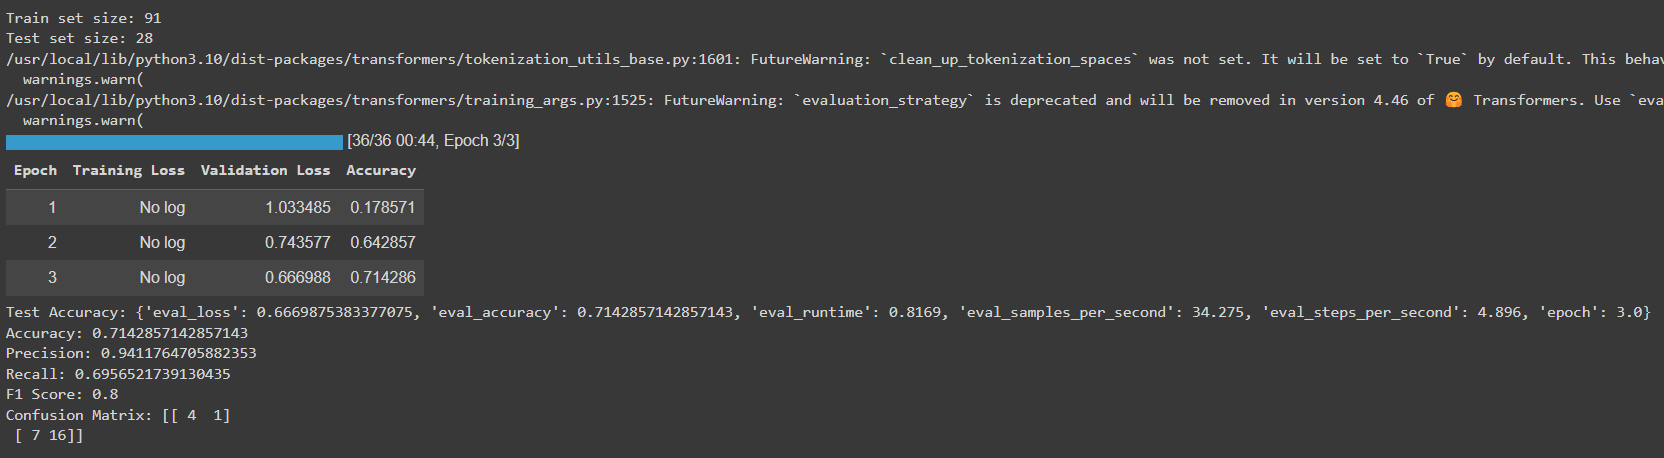 Train set size: 91
Test set size: 28
/usr/local/lib/python3.10/dist-packages/transformers/tokenization_utils_base.py:1601: FutureWarning: `clean_up_tokenization_spaces` was not set. It will be set to `True` by default. This behav
warnings.warn(
/usr/local/lib/python3.10/dist-packages/transformers/training_args.py:1525: FutureWarning: `evaluation_strategy` is deprecated and will be removed in version 4.46 of 🤗 Transformers. Use `eva
warnings.warn(
[36/36 00:44, Epoch 3/3]
Epoch Training Loss Validation Loss Accuracy
1 No log 1.033485 0.178571
2 No log 0.743577 0.642857
3 No log 0.666988 0.714286
Test Accuracy: {'eval_loss': 0.6669875383377075, 'eval_accuracy': 0.7142857142857143, 'eval_runtime': 0.8169, 'eval_samples_per_second': 34.275, 'eval_steps_per_second': 4.896, 'epoch': 3.0}
Accuracy: 0.7142857142857143
Precision: 0.9411764705882353
Recall: 0.6956521739130435
F1 Score: 0.8
Confusion Matrix: [[ 4  1]
[ 7 16]]